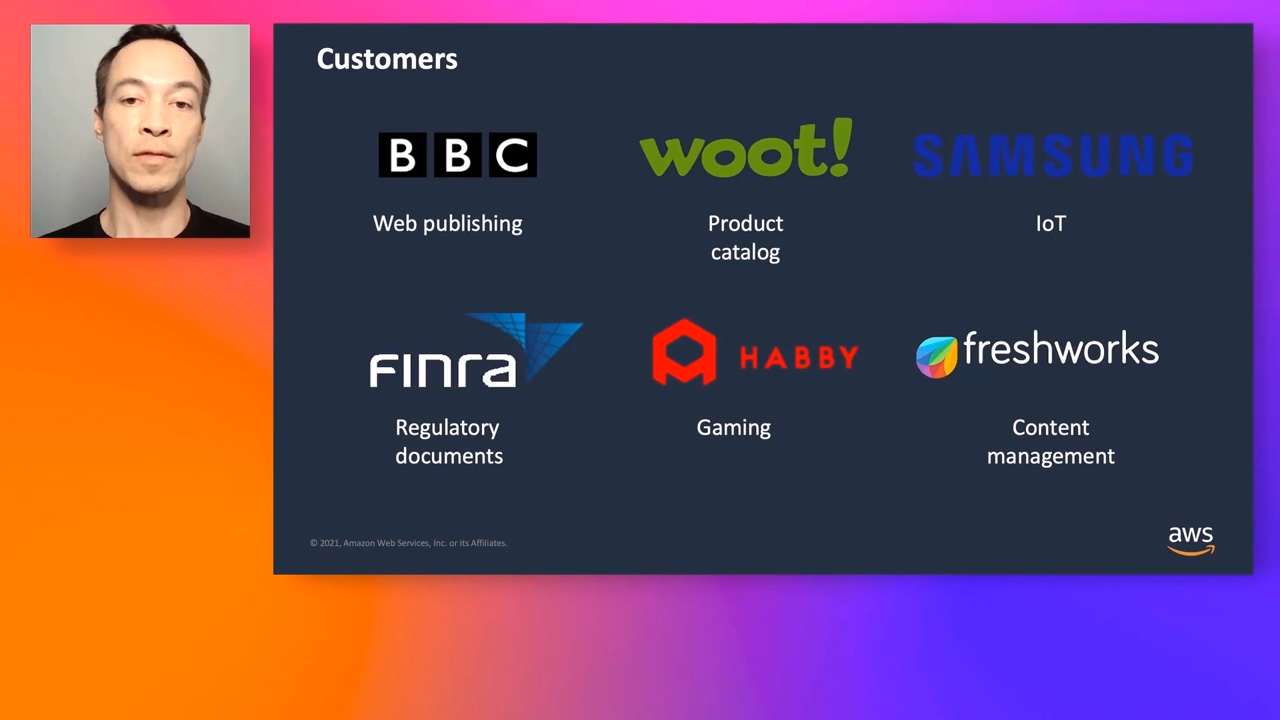 Customers
BBC
woot!
SAMSUNG
Web publishing
Product
catalog
IoT
FINRA
HABBY
freshworks
Regulatory
documents
Gaming
Content
management
© 2021, Amazon Web Services, Inc. or its Affiliates.
aws